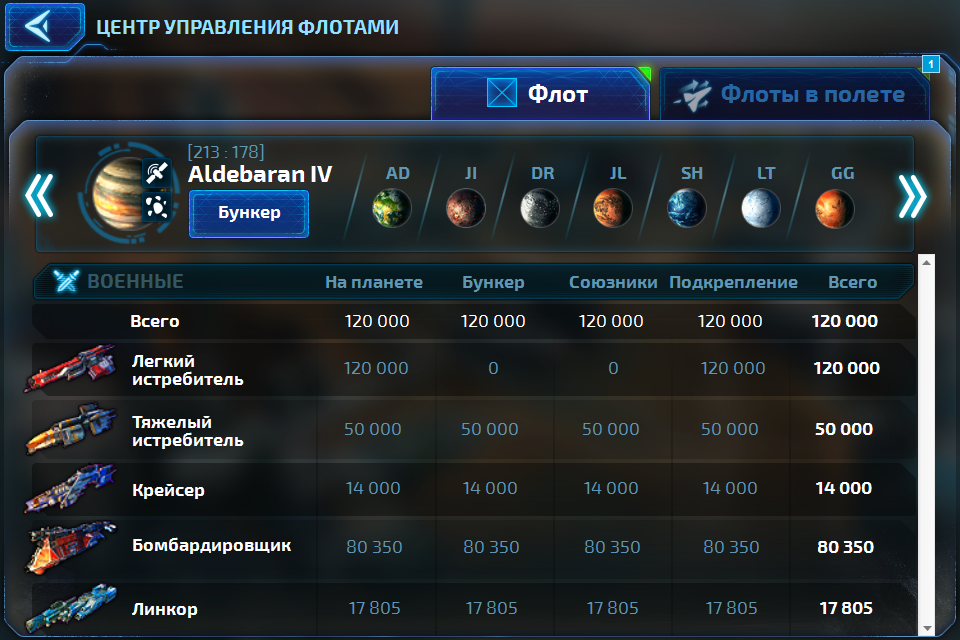 ЦЕНТР УПРАВЛЕНИЯ ФЛОТАМИ
1
Флот
Флоты в полете
[213 : 178]
Aldebaran IV
Бункер
AD JI DR JL SH LT GG
ВОЕННЫЕ На планете Бункер Союзники Подкрепление Всего
Всего 120 000 120 000 120 000 120 000 120 000
Легкий
истребитель 120 000 0 0 120 000 120 000
Тяжелый
истребитель 50 000 50 000 50 000 50 000 50 000
Крейсер 14 000 14 000 14 000 14 000 14 000
Бомбардировщик 80 350 80 350 80 350 80 350 80 350
Линкор 17 805 17 805 17 805 17 805 17 805